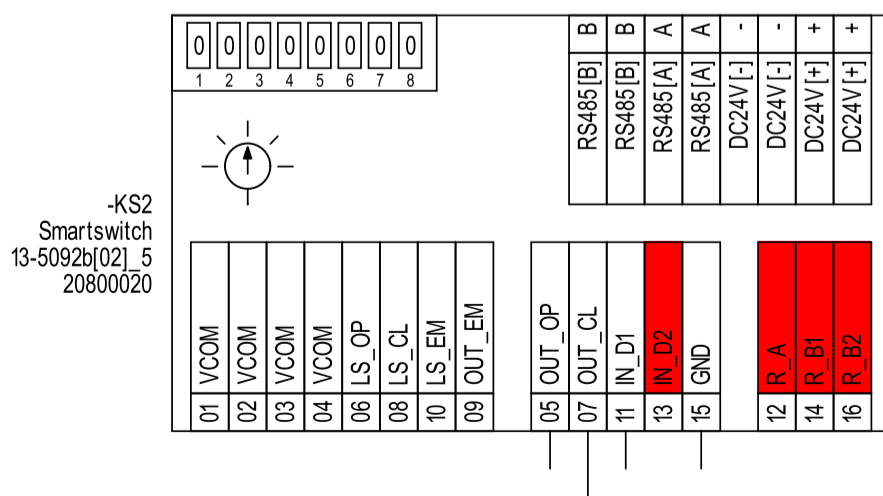 0 0 0 0 0 0 0 0
1 2 3 4 5 6 7 8
B B A A - - + +
RS485[B] RS485[B] RS485[A] RS485[A] DC24V[-] DC24V[-] DC24V[+] DC24V[+]
-KS2
Smartswitch
13-5092b[02]_5
20800020
VCOM VCOM VCOM VCOM LS_OP LS_CL LS_EM OUT_EM OUT_OP OUT_CL IN_D1 IN_D2 GND R_A R_B1 R_B2
01 02 03 04 06 08 10 09 05 07 11 13 15 12 14 16